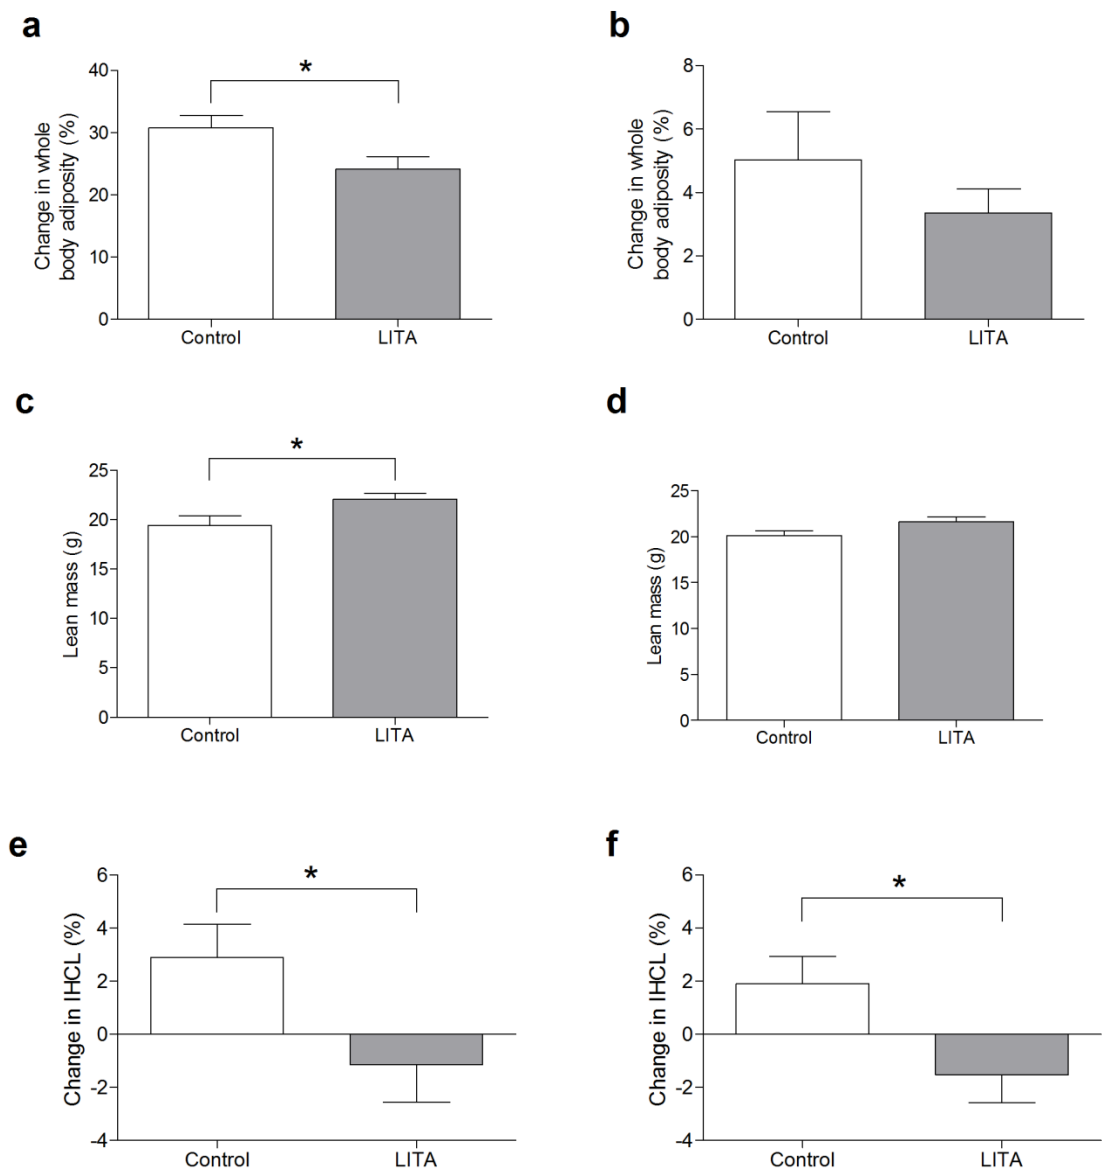 a
Change in whole
body adiposity (%)
40
30
20
10
0
*
Control
LITA
b
Change in whole
body adiposity (%)
8
6
4
2
0
Control
LITA
c
Lean mass (g)
25
20
15
10
5
0
*
Control
LITA
d
Lean mass (g)
25
20
15
10
5
0
Control
LITA
e
Change in IHCL (%)
6
4
2
0
-2
-4
*
Control
LITA
f
Change in IHCL (%)
6
4
2
0
-2
-4
*
Control
LITA